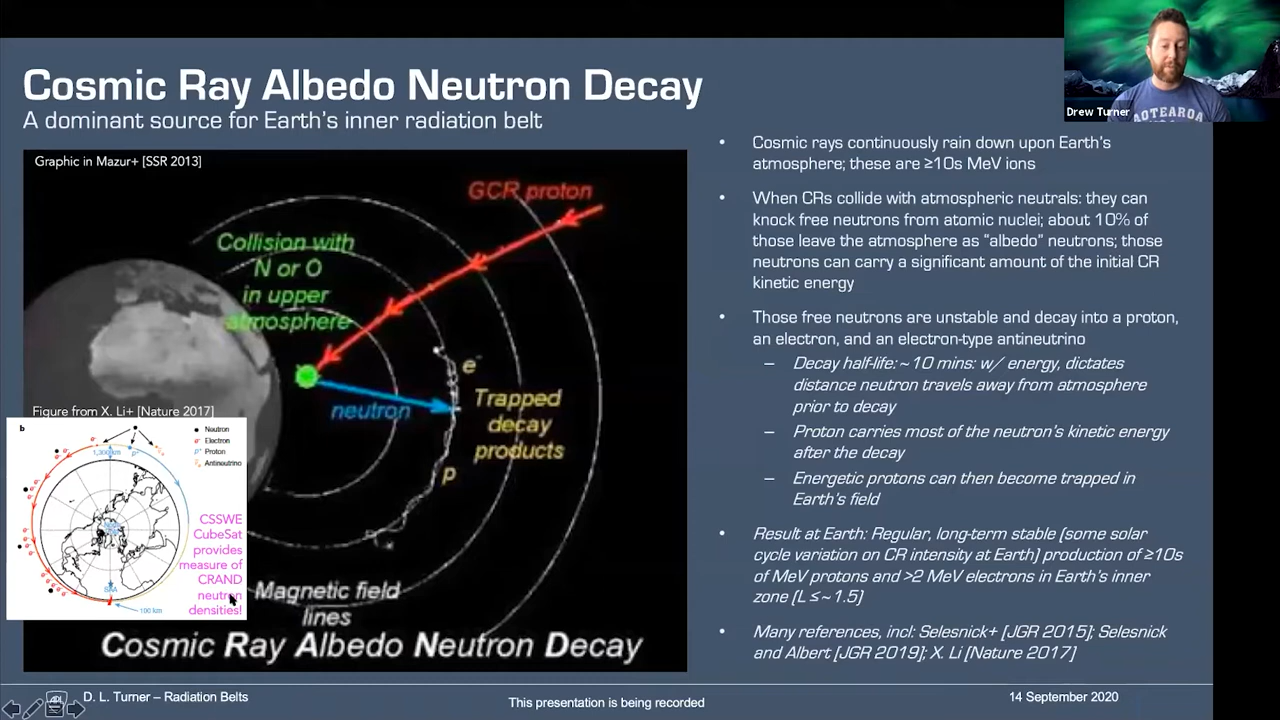 Cosmic Ray Albedo Neutron Decay
A dominant source for Earth's inner radiation belt
Drew Turner
AOTEAROA
Graphic in Mazur+ [SSR 2013]
GCR proton
Collision with
N or O
in upper
atmosphere
e⁻
neutron
Trapped
decay
products
p
Magnetic field
lines
Cosmic Ray Albedo Neutron Decay
Figure from X. Li+ [Nature 2017]
b
Neutron
Electron
Proton
Antineutrino
SAA
100 km
CSSWE
CubeSat
provides
measure of
CRAND
neutron
densities!
• Cosmic rays continuously rain down upon Earth's
atmosphere; these are ≥10s MeV ions
• When CRs collide with atmospheric neutrals: they can
knock free neutrons from atomic nuclei; about 10% of
those leave the atmosphere as "albedo" neutrons; those
neutrons can carry a significant amount of the initial CR
kinetic energy
• Those free neutrons are unstable and decay into a proton,
an electron, and an electron-type antineutrino
– Decay half-life: ~10 mins: w/ energy, dictates
distance neutron travels away from atmosphere
prior to decay
– Proton carries most of the neutron's kinetic energy
after the decay
– Energetic protons can then become trapped in
Earth's field
• Result at Earth: Regular, long-term stable (some solar
cycle variation on CR intensity at Earth) production of ≥10s
of MeV protons and >2 MeV electrons in Earth's inner
zone [L ≤~ 1.5]
• Many references, incl: Selesnick+ [JGR 2015]; Selesnick
and Albert [JGR 2019]; X. Li [Nature 2017]
APL
D. L. Turner – Radiation Belts
This presentation is being recorded
14 September 2020